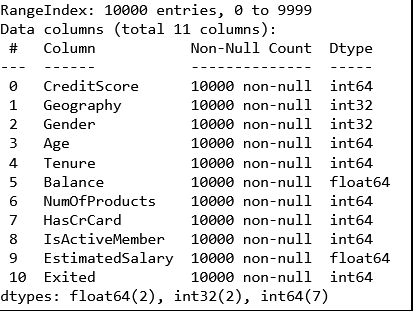 RangeIndex: 10000 entries, 0 to 9999
Data columns (total 11 columns):
 #   Column           Non-Null Count  Dtype
---  ------           --------------  -----
 0   CreditScore      10000 non-null  int64
 1   Geography        10000 non-null  int32
 2   Gender           10000 non-null  int32
 3   Age              10000 non-null  int64
 4   Tenure           10000 non-null  int64
 5   Balance          10000 non-null  float64
 6   NumOfProducts    10000 non-null  int64
 7   HasCrCard        10000 non-null  int64
 8   IsActiveMember   10000 non-null  int64
 9   EstimatedSalary  10000 non-null  float64
 10  Exited           10000 non-null  int64
dtypes: float64(2), int32(2), int64(7)